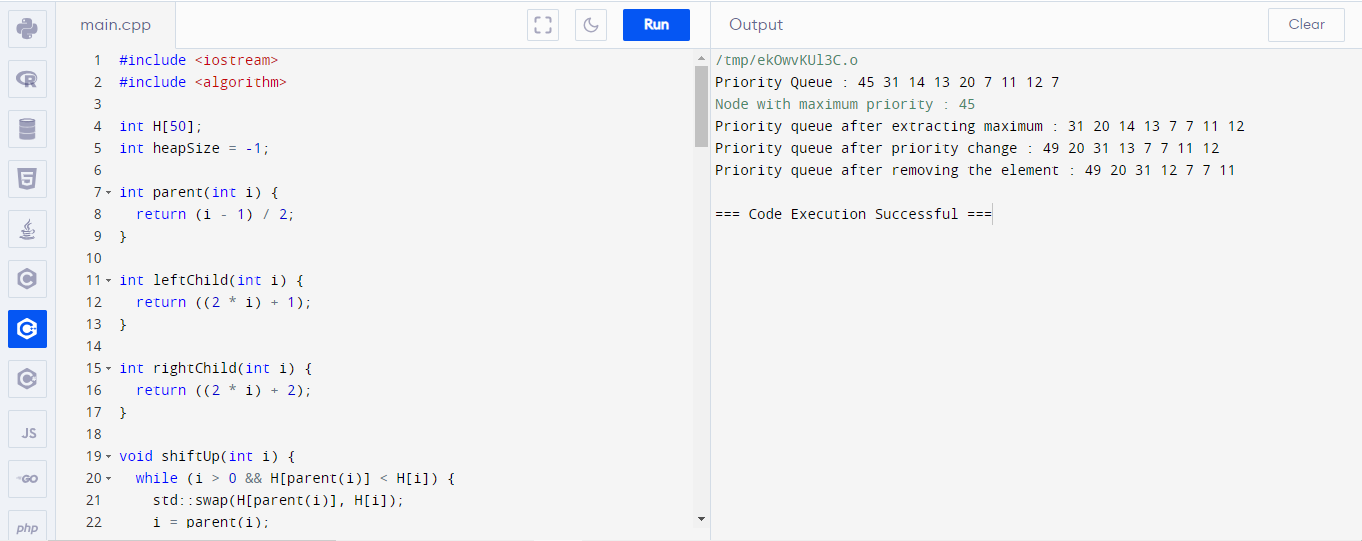 main.cpp
Run
Output
Clear
1 #include <iostream>
2 #include <algorithm>
3
4 int H[50];
5 int heapSize = -1;
6
7 int parent(int i) {
8 return (i - 1) / 2;
9 }
10
11 int leftChild(int i) {
12 return ((2 * i) + 1);
13 }
14
15 int rightChild(int i) {
16 return ((2 * i) + 2);
17 }
18
19 void shiftUp(int i) {
20 while (i > 0 && H[parent(i)] < H[i]) {
21 std::swap(H[parent(i)], H[i]);
22 i = parent(i);
/tmp/ekOwvKUl3C.o
Priority Queue : 45 31 14 13 20 7 11 12 7
Node with maximum priority : 45
Priority queue after extracting maximum : 31 20 14 13 7 7 11 12
Priority queue after priority change : 49 20 31 13 7 7 11 12
Priority queue after removing the element : 49 20 31 12 7 7 11
=== Code Execution Successful ===
R
5
C
C
C
JS
GO
php